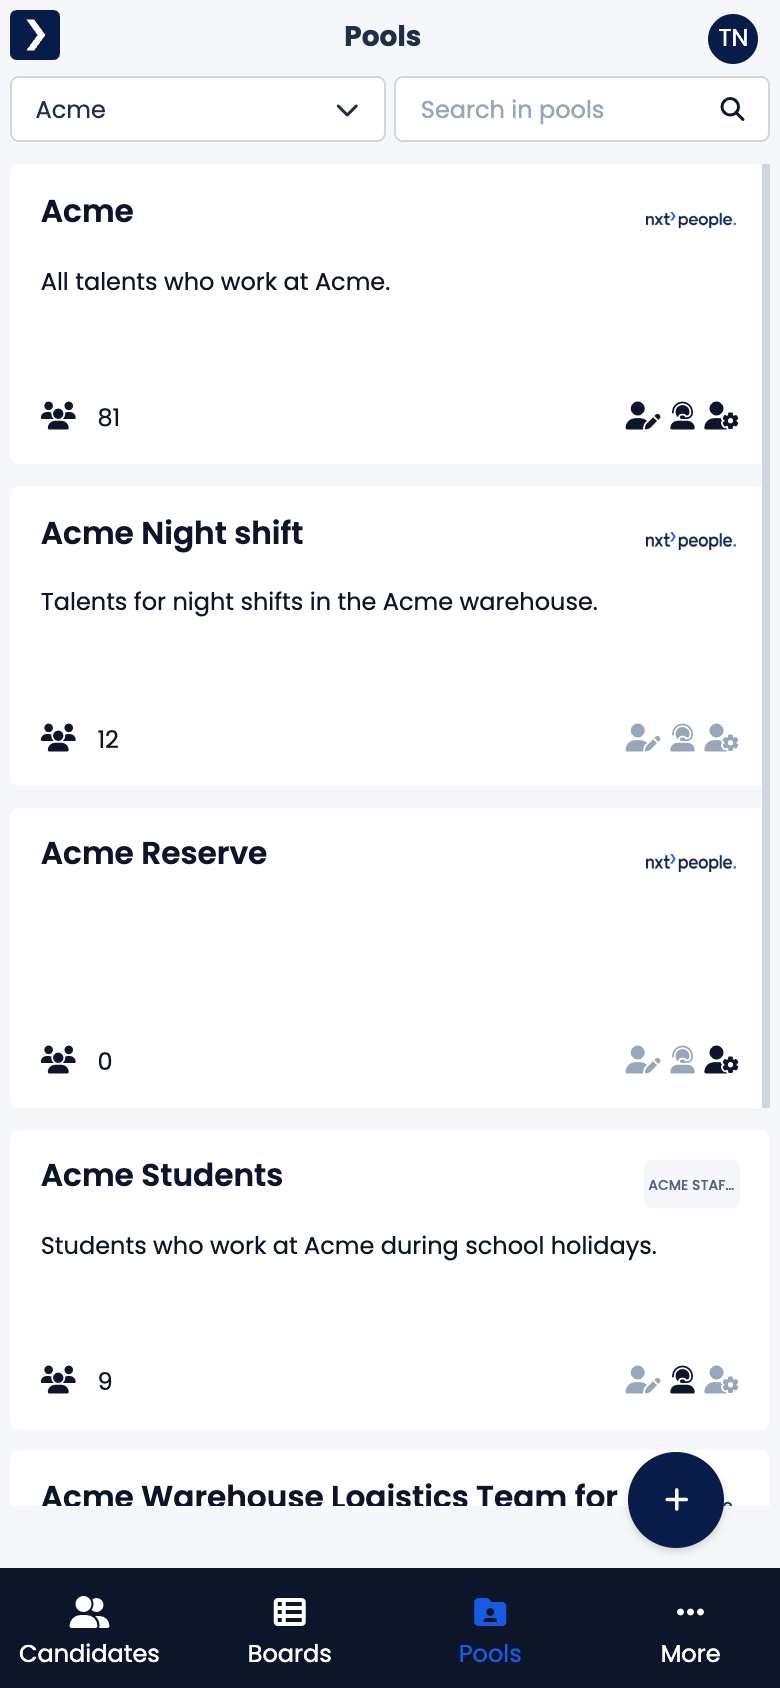 Pools
TN
Acme
Search in pools
Acme
nxt people.
All talents who work at Acme.
81
Acme Night shift
nxt people.
Talents for night shifts in the Acme warehouse.
12
Acme Reserve
nxt people.
0
Acme Students
ACME STAF...
Students who work at Acme during school holidays.
9
Acme Warehouse Logistics Team for
Candidates
Boards
Pools
More